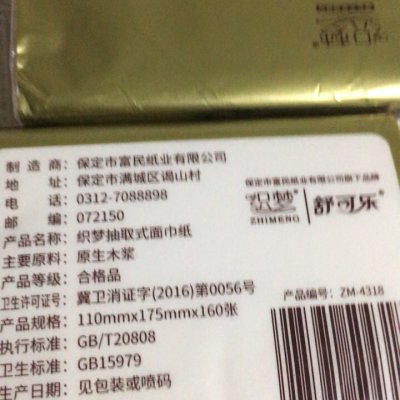 制造商：保定市富民纸业有限公司
地址：保定市满城区谒山村
电话：0312-7088898
邮编：072150
产品名称：织梦抽取式面巾纸
主要原料：原生木浆
产品等级：合格品
卫生许可证号：冀卫消证字(2016)第0056号
产品规格：110mmx175mmx160张
执行标准：GB/T20808
卫生标准：GB15979
生产日期：见包装或喷码
保定市富民纸业有限公司旗下品牌
织梦® 舒可乐®
ZHIMENG
产品编号：ZM-4318